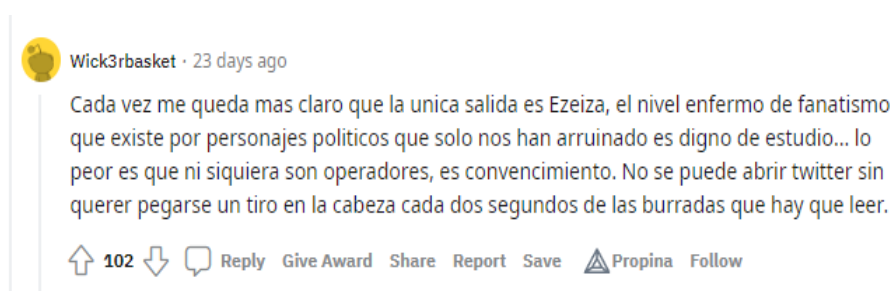 Wick3rbasket · 23 days ago
Cada vez me queda mas claro que la unica salida es Ezeiza, el nivel enfermo de fanatismo
que existe por personajes politicos que solo nos han arruinado es digno de estudio... lo
peor es que ni siquiera son operadores, es convencimiento. No se puede abrir twitter sin
querer pegarse un tiro en la cabeza cada dos segundos de las burradas que hay que leer.
102 Reply Give Award Share Report Save Propina Follow